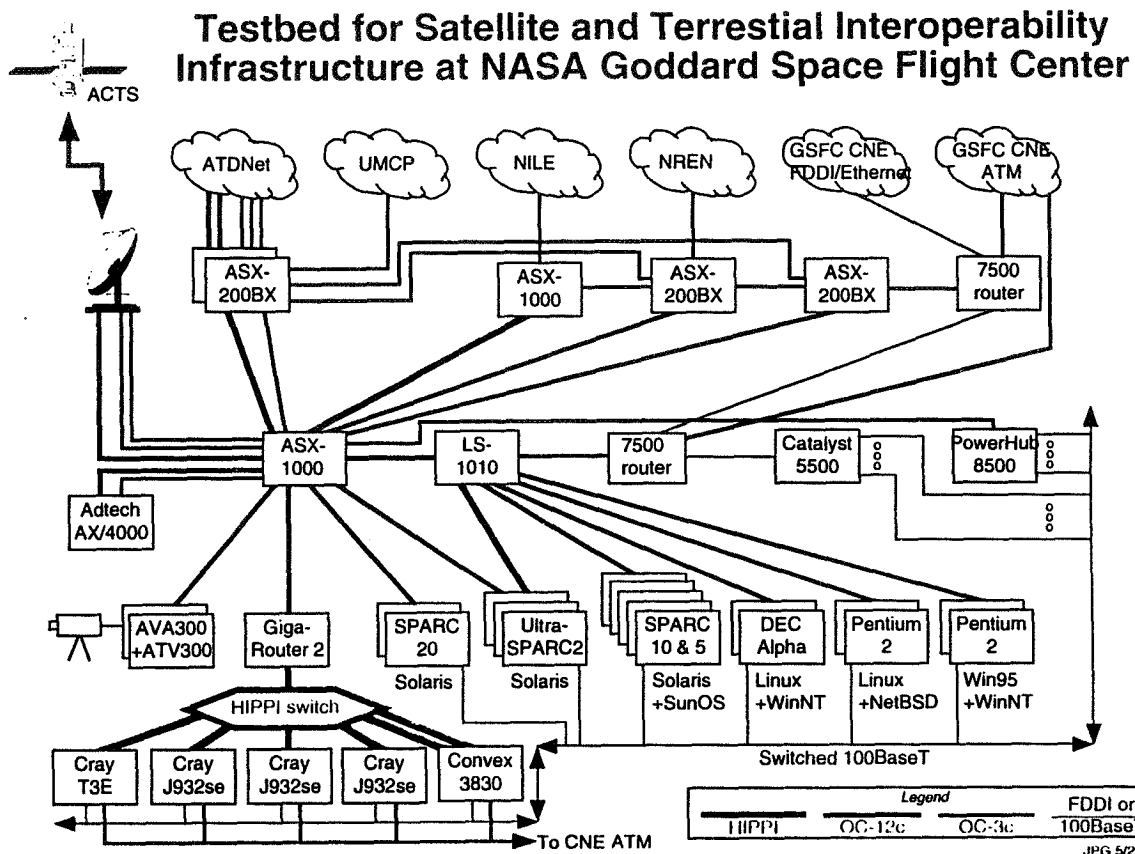 Testbed for Satellite and Terrestial Interoperability
Infrastructure at NASA Goddard Space Flight Center
ACTS
ATDNet
UMCP
NILE
NREN
GSFC CNE
FDDI/Ethernet
GSFC CNE
ATM
ASX-
200BX
ASX-
1000
ASX-
200BX
ASX-
200BX
7500
router
ASX-
1000
LS-
1010
7500
router
Catalyst
5500
PowerHub
8500
Adtech
AX/4000
AVA300
+ATV300
Giga-
Router 2
SPARC
20
Solaris
Ultra-
SPARC2
Solaris
SPARC
10 & 5
Solaris
+SunOS
DEC
Alpha
Linux
+WinNT
Pentium
2
Linux
+NetBSD
Pentium
2
Win95
+WinNT
HIPPI switch
Cray
T3E
Cray
J932se
Cray
J932se
Cray
J932se
Convex
3830
Switched 100BaseT
To CNE ATM
Legend
HIPPI
OC-12c
OC-3c
FDDI or
100Base
JPG 5/2